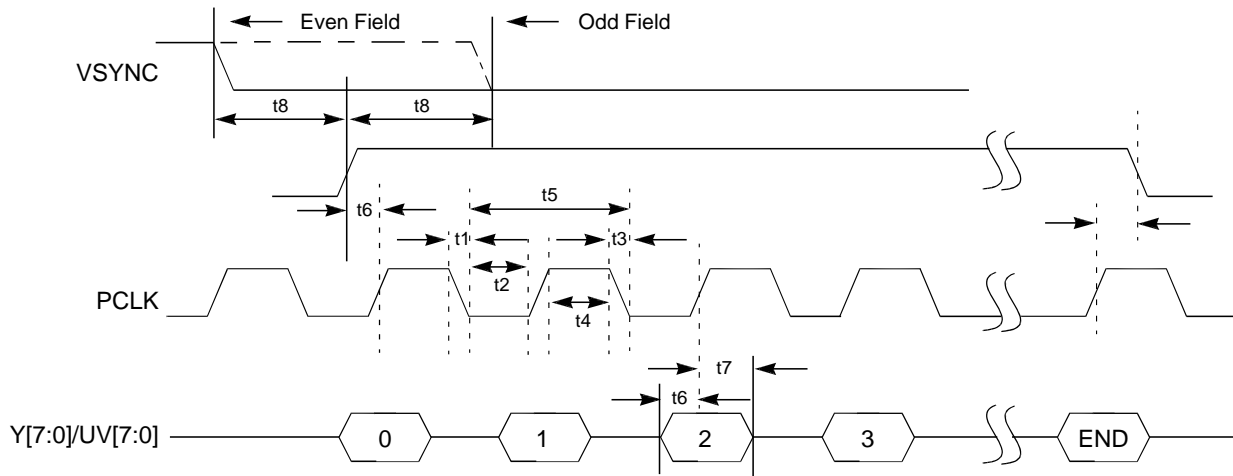 Even Field
Odd Field
VSYNC
t8
t8
t5
t6
t1
t3
t2
PCLK
t4
t7
t6
Y[7:0]/UV[7:0]
0
1
2
3
END